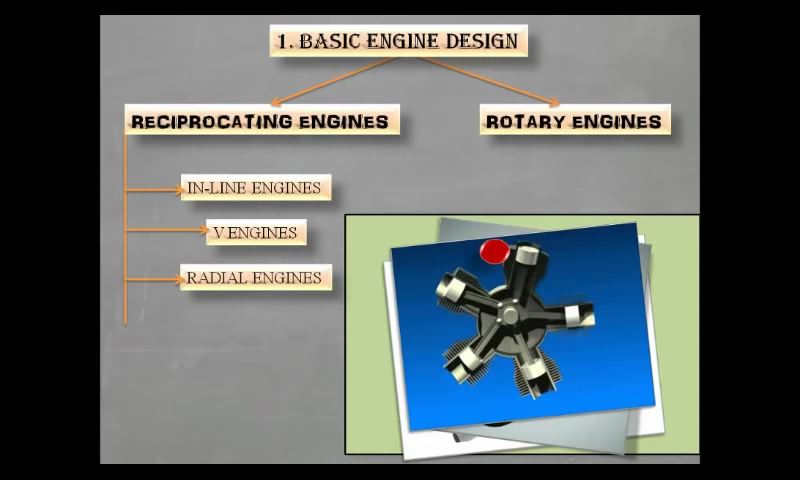 1. BASIC ENGINE DESIGN
RECIPROCATING ENGINES
ROTARY ENGINES
IN-LINE ENGINES
V ENGINES
RADIAL ENGINES